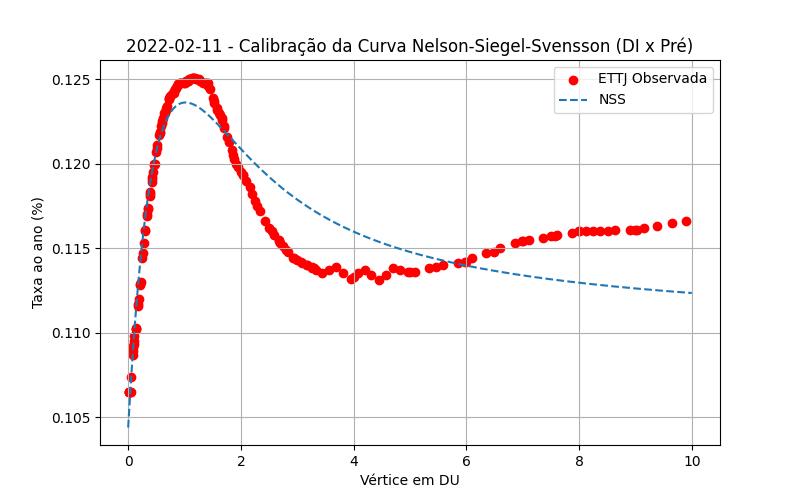 2022-02-11 - Calibração da Curva Nelson-Siegel-Svensson (DI x Pré)
ETTJ Observada
NSS
Taxa ao ano (%)
0.125
0.120
0.115
0.110
0.105
0 2 4 6 8 10
Vértice em DU